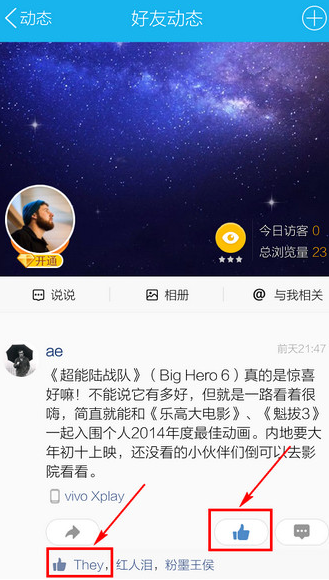 动态
好友动态
开通
今日访客 0
总浏览量 23
说说
相册
@ 与我相关
ae
前天21:47
《超能陆战队》（Big Hero 6）真的是惊喜
好嘛！不能说它有多好，但就是一路看着很
嗨，简直就能和《乐高大电影》、《魁拔3》
一起入围个人2014年度最佳动画。内地要大
年初十上映，还没看的小伙伴们倒可以去影
院看看。
vivo Xplay
They，红人泪，粉墨王侯